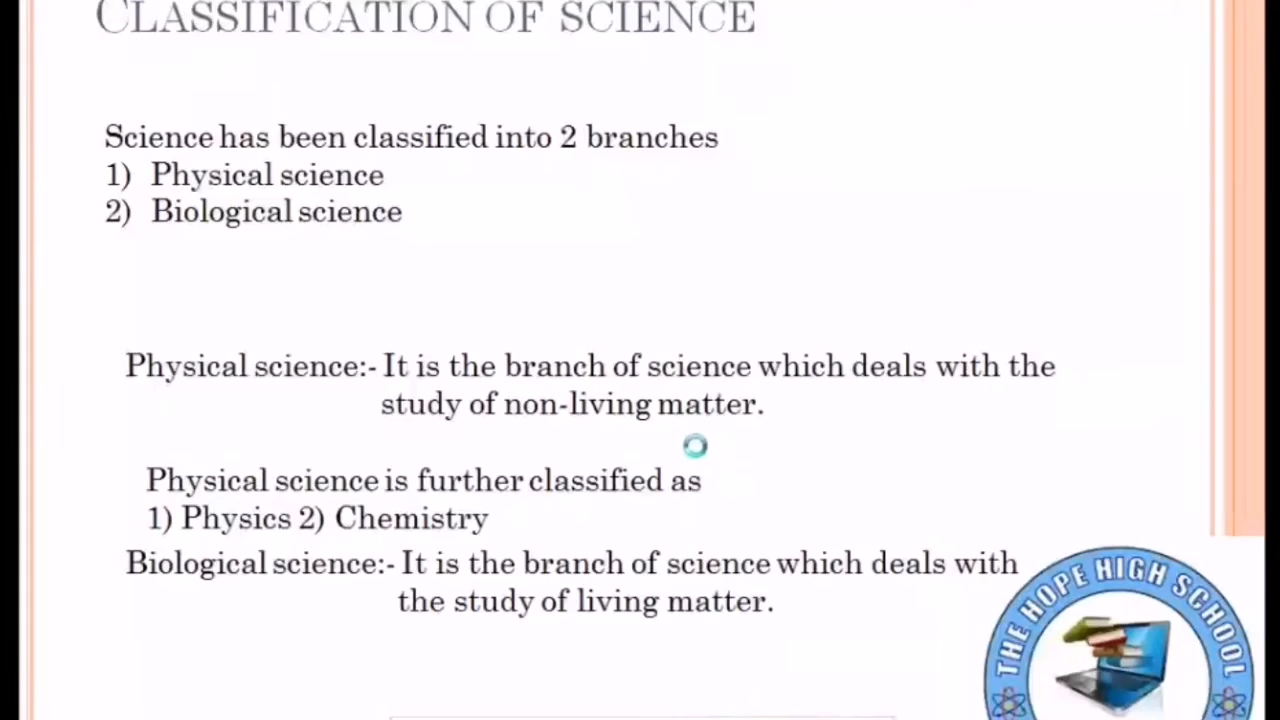 CLASSIFICATION OF SCIENCE
Science has been classified into 2 branches
1) Physical science
2) Biological science
Physical science:- It is the branch of science which deals with the
study of non-living matter.
Physical science is further classified as
1) Physics 2) Chemistry
Biological science:- It is the branch of science which deals with
the study of living matter.
THE HOPE HIGH SCHOOL